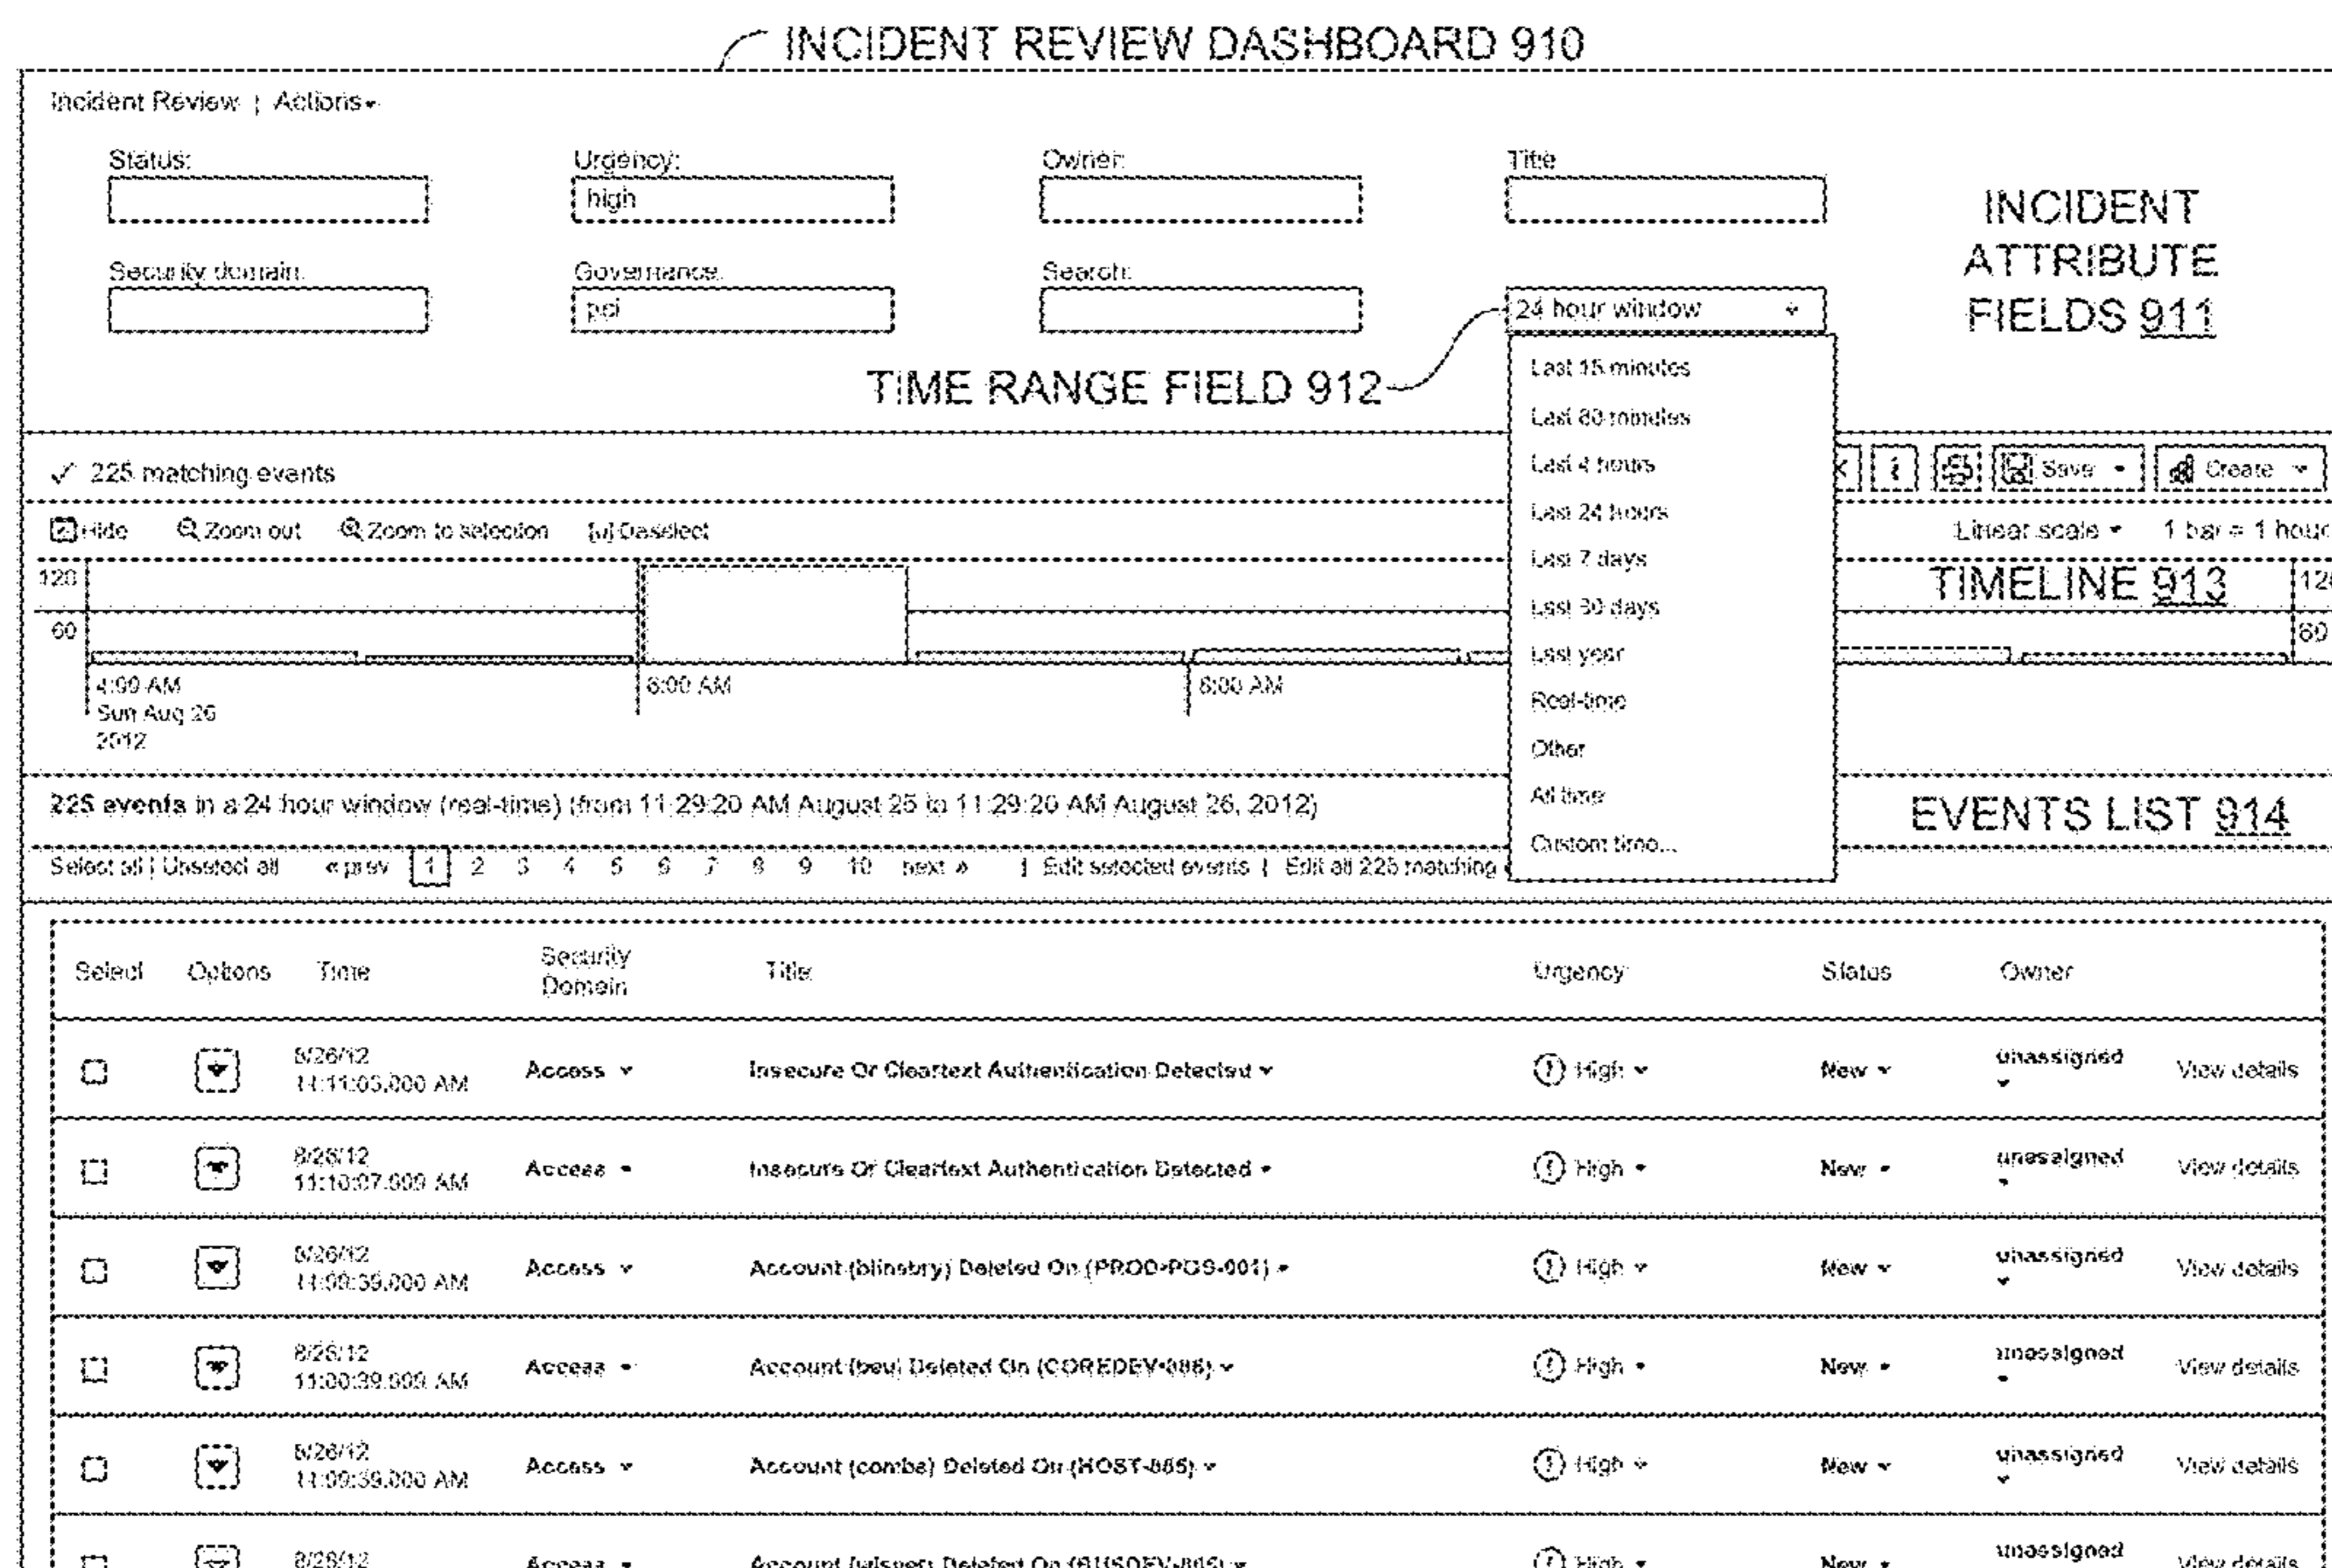 INCIDENT REVIEW DASHBOARD 910
Incident Review | Actions
Status:
Urgency:
Owner:
Title
high
INCIDENT
ATTRIBUTE
FIELDS 911
Security domain:
Governance:
Search:
pci
24 hour window
TIME RANGE FIELD 912
Last 15 minutes
Last 60 minutes
Last 4 hours
Last 24 hours
Last 7 days
Last 30 days
Last year
Real-time
Other
All time
Custom time...
225 matching events
Save
Create
Hide
Zoom out
Zoom to selection
Deselect
Linear scale
1 bar = 1 hour
TIMELINE 913
120
60
120
60
4:00 AM
Sun Aug 26
2012
6:00 AM
8:00 AM
225 events in a 24 hour window (real-time) (from 11:29:20 AM August 25 to 11:29:20 AM August 26, 2012)
EVENTS LIST 914
Select all | Unselect all « prev 1 2 3 4 5 6 7 8 9 10 next » | Edit selected events | Edit all 225 matching
Select Options Time Security Domain Title Urgency Status Owner
8/26/12
11:11:03.000 AM Access Insecure Or Cleartext Authentication Detected High New unassigned View details
8/26/12
11:10:07.000 AM Access Insecure Or Cleartext Authentication Detected High New unassigned View details
8/26/12
11:00:39.000 AM Access Account Deleted On High New unassigned View details
8/26/12
11:00:39.000 AM Access Account Deleted On High New unassigned View details
8/26/12
11:00:39.000 AM Access Account Deleted On High New unassigned View details
8/26/12
Access Account Deleted On High New unassigned View details